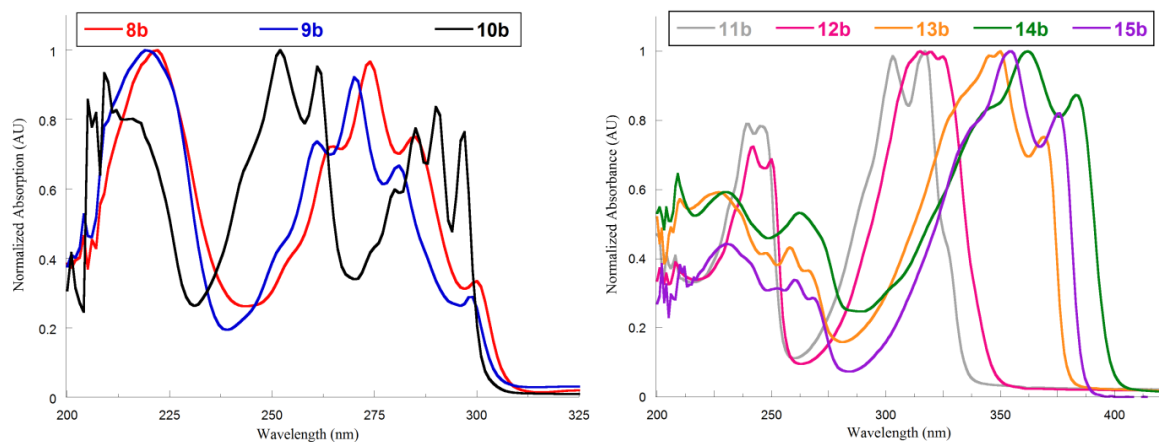 8b 9b 10b
Normalized Absorption (AU)
1
0.8
0.6
0.4
0.2
0
200 225 250 275 300 325
Wavelength (nm)
11b 12b 13b 14b 15b
Normalized Absorbance (AU)
1
0.8
0.6
0.4
0.2
0
200 250 300 350 400
Wavelength (nm)